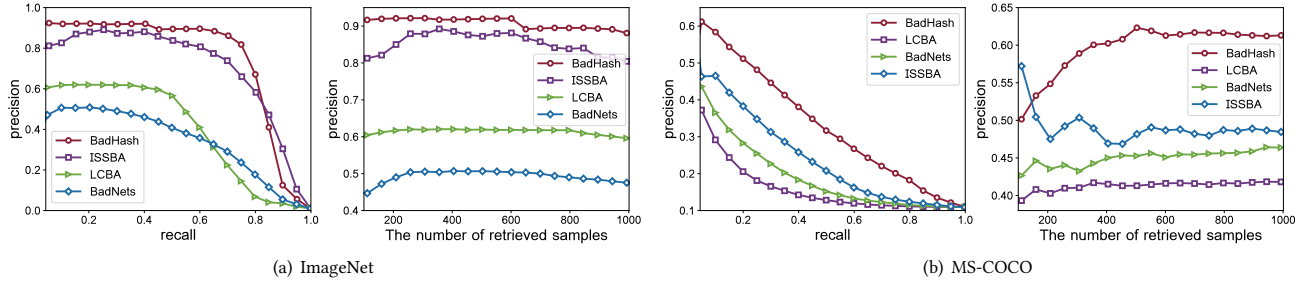 precision
1.0
0.8
0.6
0.4
0.2
0.0
BadHash
ISSBA
LCBA
BadNets
0.2
0.4
0.6
0.8
1.0
recall
precision
0.9
0.8
0.7
0.6
0.5
0.4
BadHash
ISSBA
LCBA
BadNets
200
400
600
800
1000
The number of retrieved samples
(a) ImageNet
precision
0.6
0.5
0.4
0.3
0.2
0.1
BadHash
LCBA
BadNets
ISSBA
0.2
0.4
0.6
0.8
1.0
recall
precision
0.65
0.60
0.55
0.50
0.45
0.40
BadHash
LCBA
BadNets
ISSBA
200
400
600
800
1000
The number of retrieved samples
(b) MS-COCO